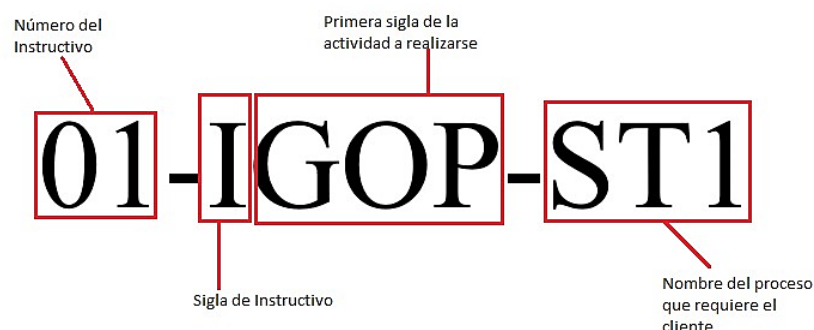 Número del
Instructivo
Primera sigla de la
actividad a realizarse
01-IGOP-ST1
Sigla de Instructivo
Nombre del proceso
que requiere el
cliente